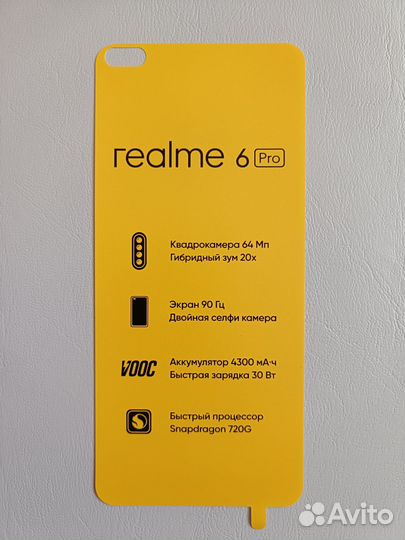 realme 6 Pro
Квадрокамера 64 Мп
Гибридный зум 20x
Экран 90 Гц
Двойная селфи камера
VOOC
Аккумулятор 4300 мА·ч
Быстрая зарядка 30 Вт
Быстрый процессор
Snapdragon 720G
Avito